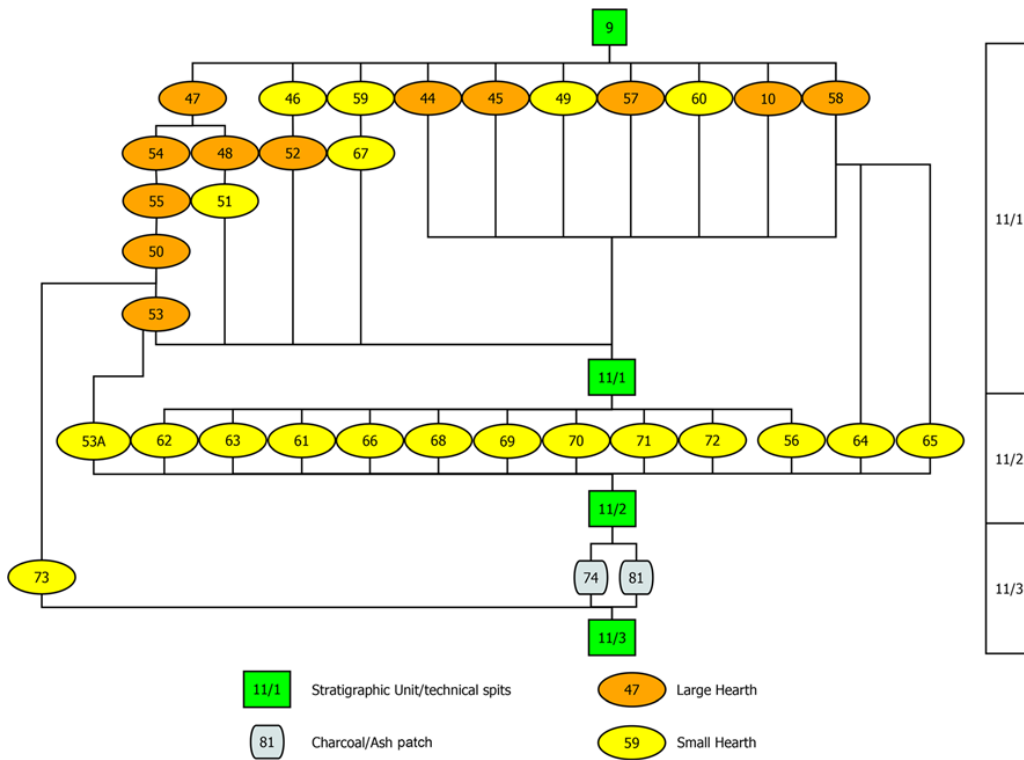 9
47 46 59 44 45 49 57 60 10 58
54 48 52 67
55 51
11/1
50
53
11/1
53A 62 63 61 66 68 69 70 71 72 56 64 65
11/2
11/2
73 74 81
11/3
11/3
11/1 Stratigraphic Unit/technical spits 47 Large Hearth
81 Charcoal/Ash patch 59 Small Hearth